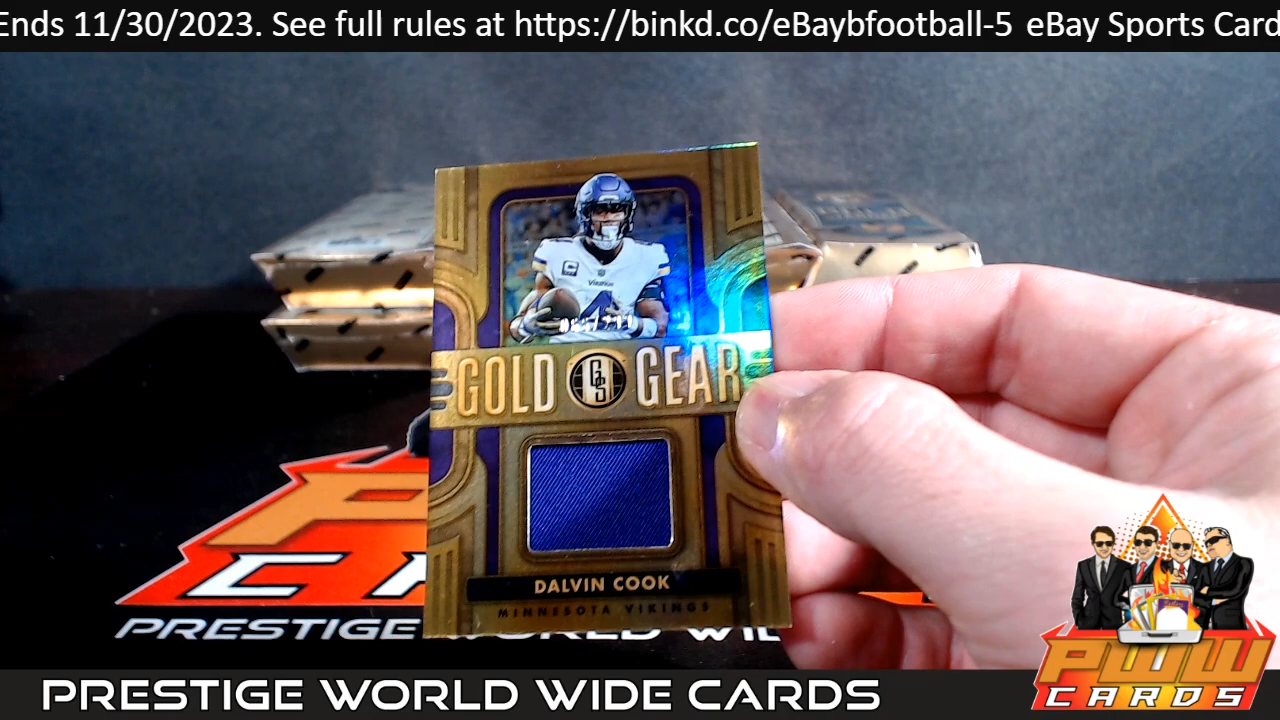 Ends 11/30/2023. See full rules at https://binkd.co/eBaybfootball-5 eBay Sports Card
GOLD GS GEAR
DALVIN COOK
MINNESOTA VIKINGS
PRESTIGE WORLD WIDE CARDS
PWW
CARDS